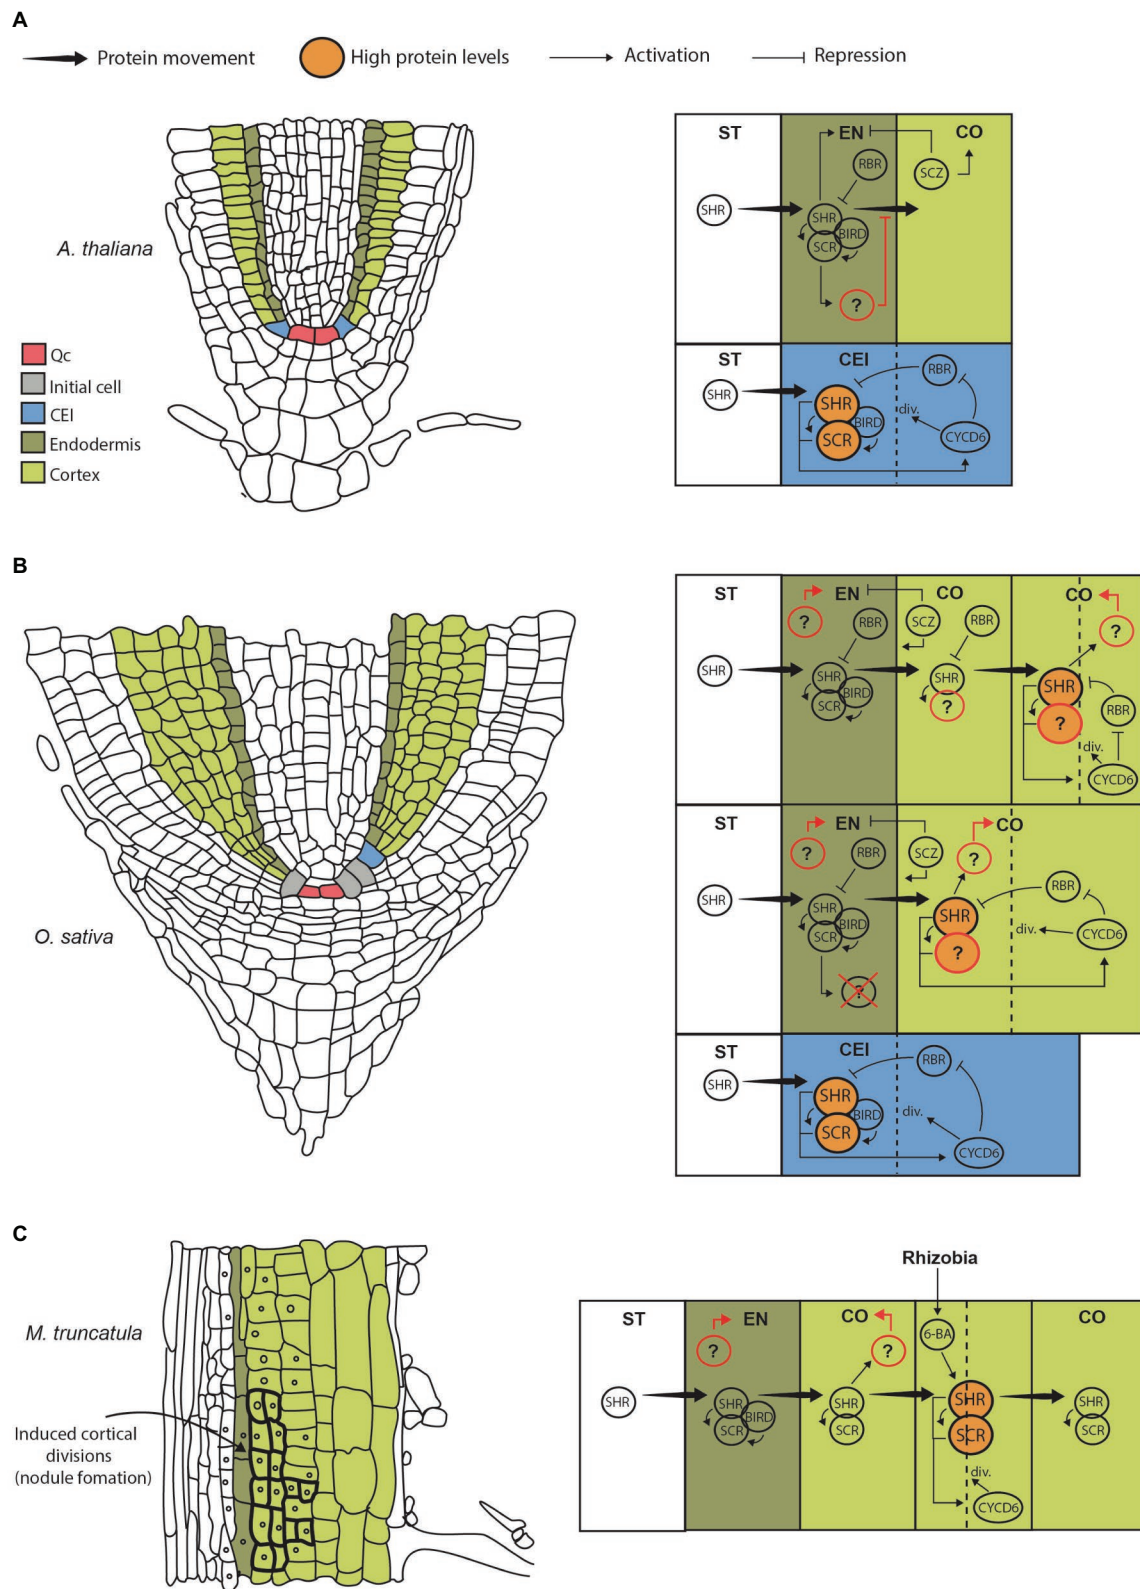 A
Protein movement
High protein levels
Activation
Repression
A. thaliana
Qc
Initial cell
CEI
Endodermis
Cortex
ST
EN
CO
RBR
SCZ
SHR
SHR
BIRD
SCR
?
ST
CEI
RBR
SHR
SHR
div.
BIRD
CYCD6
SCR
B
O. sativa
ST
EN
CO
CO
?
RBR
SCZ
RBR
?
SHR
SHR
BIRD
SCR
SHR
?
SHR
?
RBR
div.
CYCD6
ST
EN
CO
?
RBR
SCZ
?
SHR
SHR
BIRD
SCR
SHR
?
RBR
div.
CYCD6
?
ST
CEI
RBR
SHR
SHR
div.
BIRD
SCR
CYCD6
C
M. truncatula
Induced cortical
divisions
(nodule fomation)
Rhizobia
ST
EN
CO
CO
?
?
6-BA
SHR
SHR
BIRD
SCR
SHR
SCR
SHR
SCR
SHR
SCR
div.
CYCD6